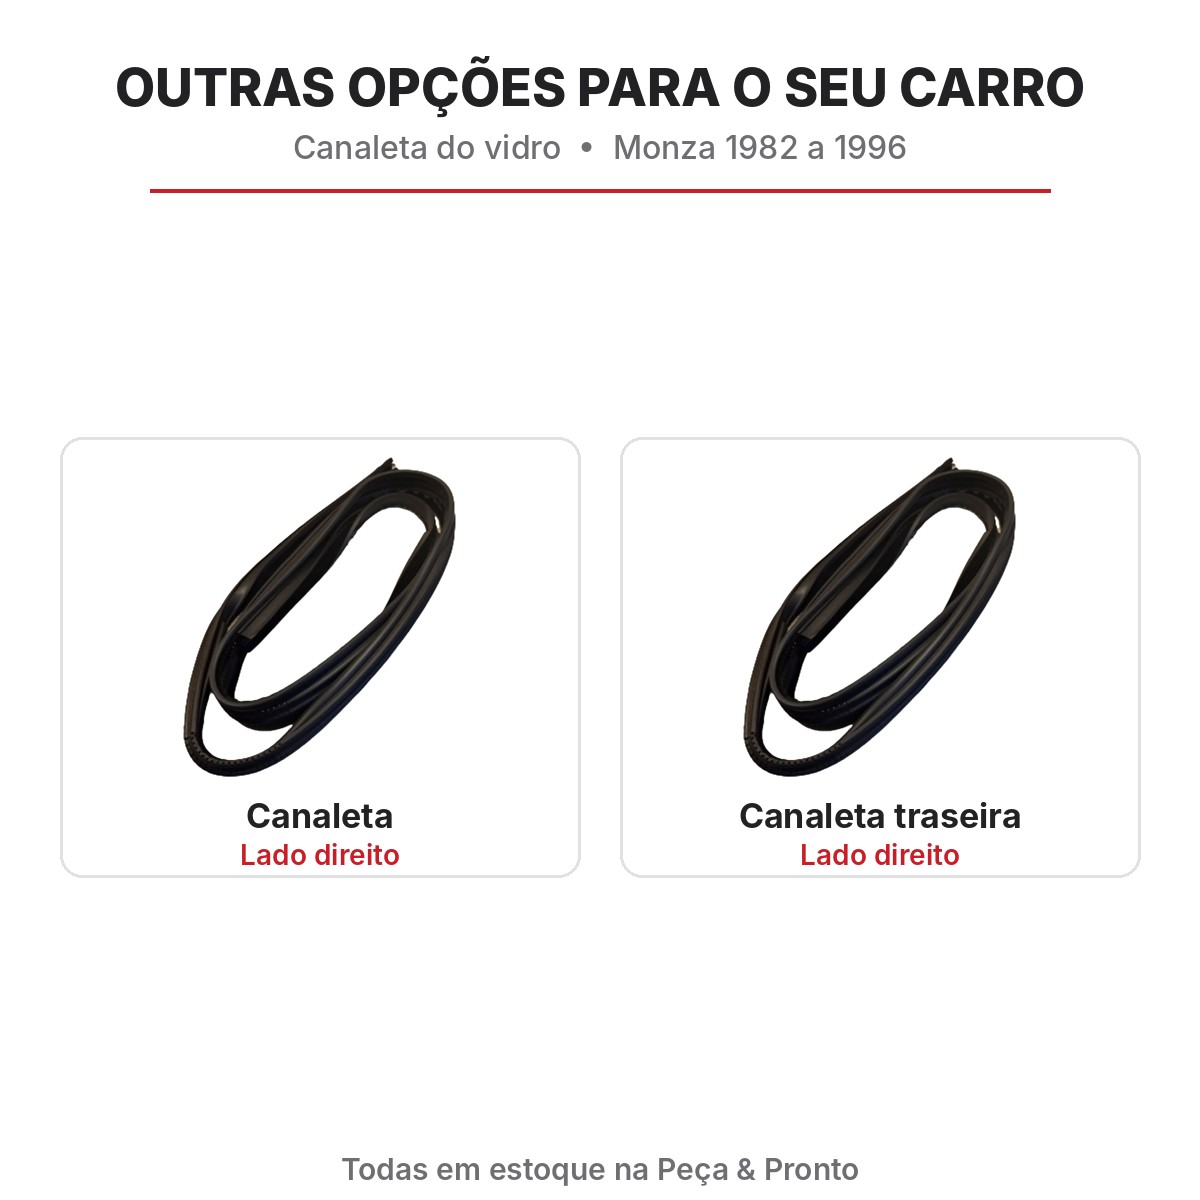 OUTRAS OPÇÕES PARA O SEU CARRO
Canaleta do vidro • Monza 1982 a 1996
Canaleta
Lado direito
Canaleta traseira
Lado direito
Todas em estoque na Peça & Pronto